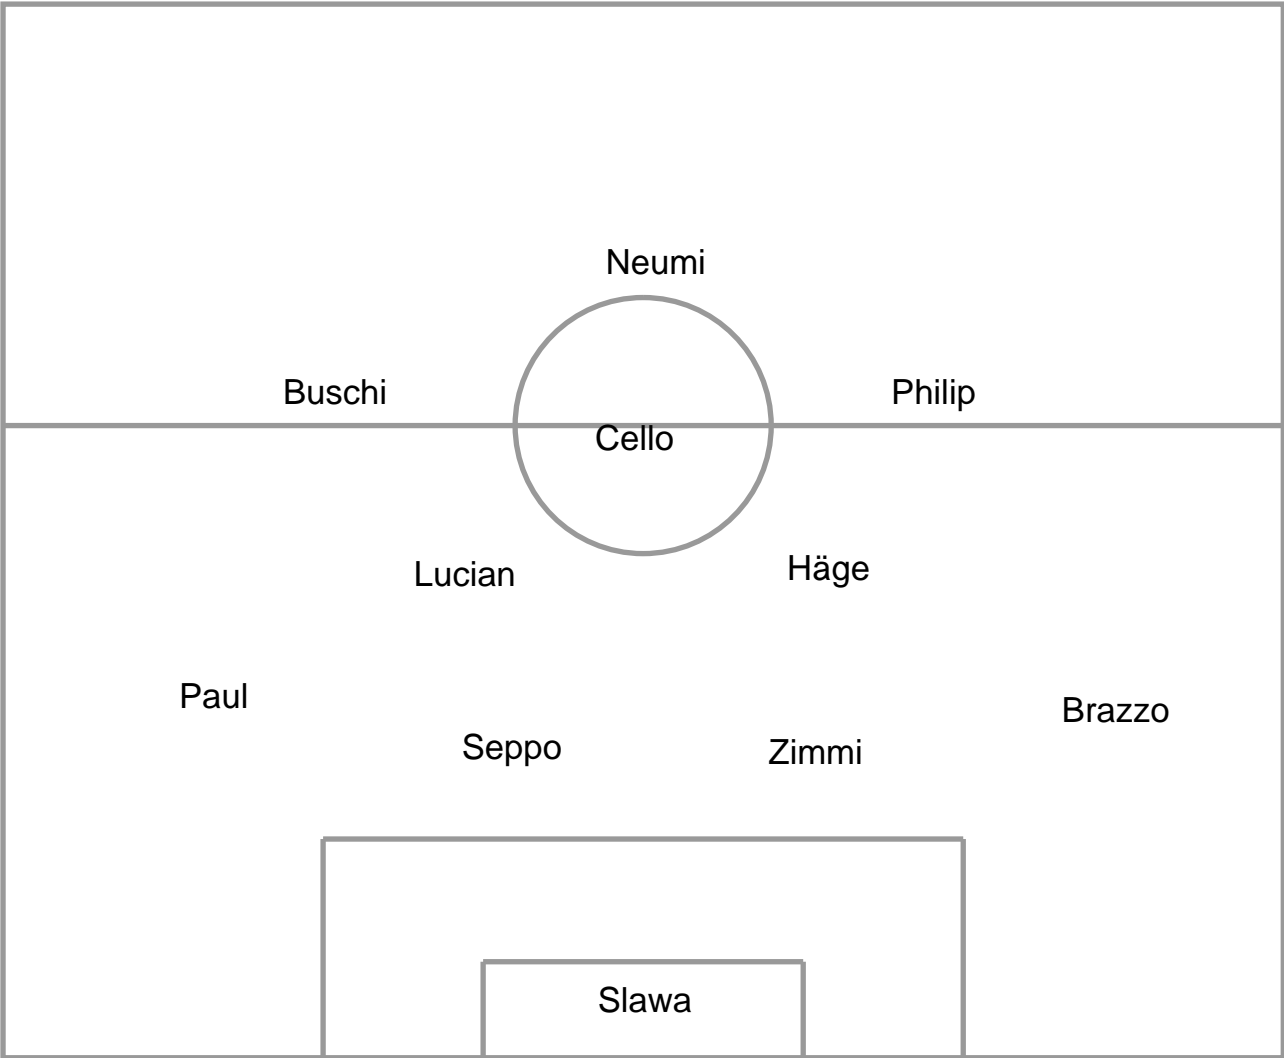 Neumi
Buschi
Philip
Cello
Lucian
Häge
Paul
Brazzo
Seppo
Zimmi
Slawa